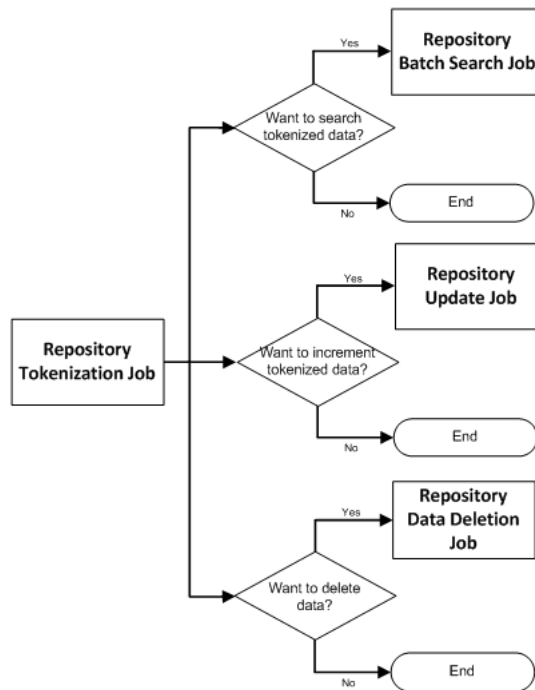 Yes
Repository
Batch Search Job
Want to search
tokenized data?
No
End
Repository
Tokenization Job
Yes
Repository
Update Job
Want to increment
tokenized data?
No
End
Yes
Repository
Data Deletion
Job
Want to delete
data?
No
End